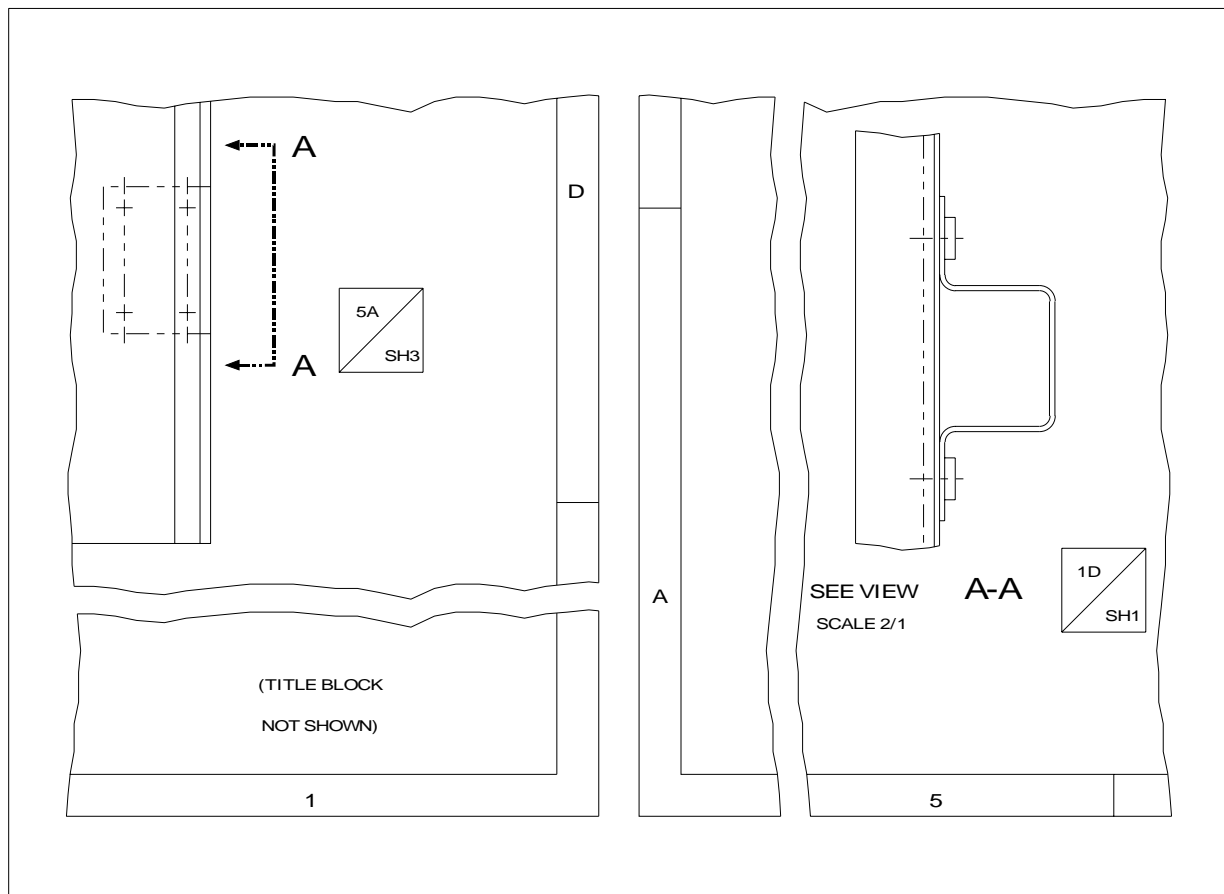 A
D
5A
SH3
A
(TITLE BLOCK
NOT SHOWN)
1
A
SEE VIEW A-A
SCALE 2/1
1D
SH1
5